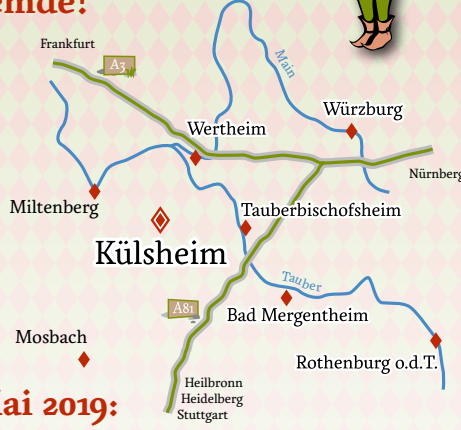 emde!
Frankfurt
A3
Main
Würzburg
Wertheim
Nürnberg
Miltenberg
Tauberbischofsheim
Külsheim
Tauber
A81
Bad Mergentheim
Mosbach
Rothenburg o.d.T.
Heilbronn
Heidelberg
Stuttgart
ai 2019: